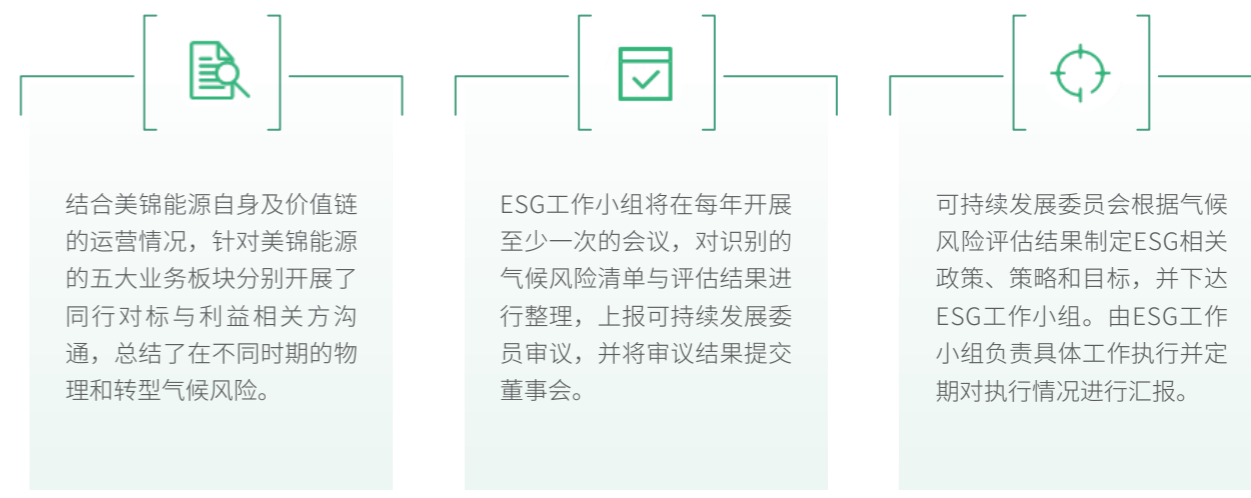 结合美锦能源自身及价值链
的运营情况，针对美锦能源
的五大业务板块分别开展了
同行对标与利益相关方沟
通，总结了在不同时期的物
理和转型气候风险。
ESG工作小组将在每年开展
至少一次的会议，对识别的
气候风险清单与评估结果进
行整理，上报可持续发展委
员审议，并将审议结果提交
董事会。
可持续发展委员会根据气候
风险评估结果制定ESG相关
政策、策略和目标，并下达
ESG工作小组。由ESG工作
小组负责具体工作执行并定
期对执行情况进行汇报。